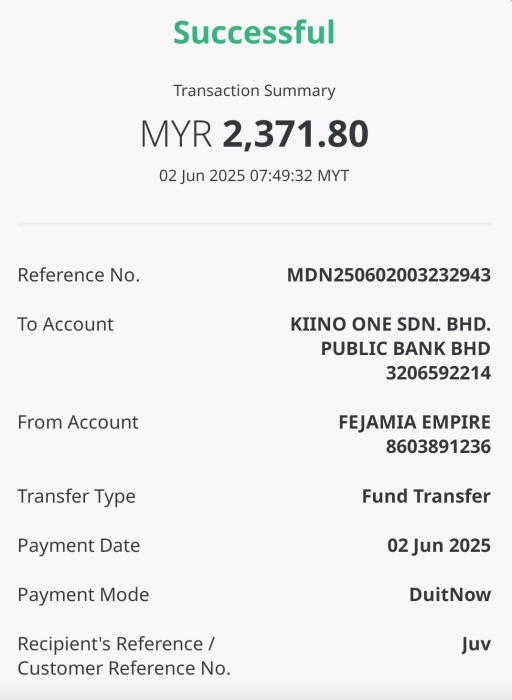 Successful
Transaction Summary
MYR 2,371.80
02 Jun 2025 07:49:32 MYT
Reference No. MDN250602003232943
To Account KIINO ONE SDN. BHD.
PUBLIC BANK BHD
3206592214
From Account FEJAMIA EMPIRE
8603891236
Transfer Type Fund Transfer
Payment Date 02 Jun 2025
Payment Mode DuitNow
Recipient's Reference / Juv
Customer Reference No.